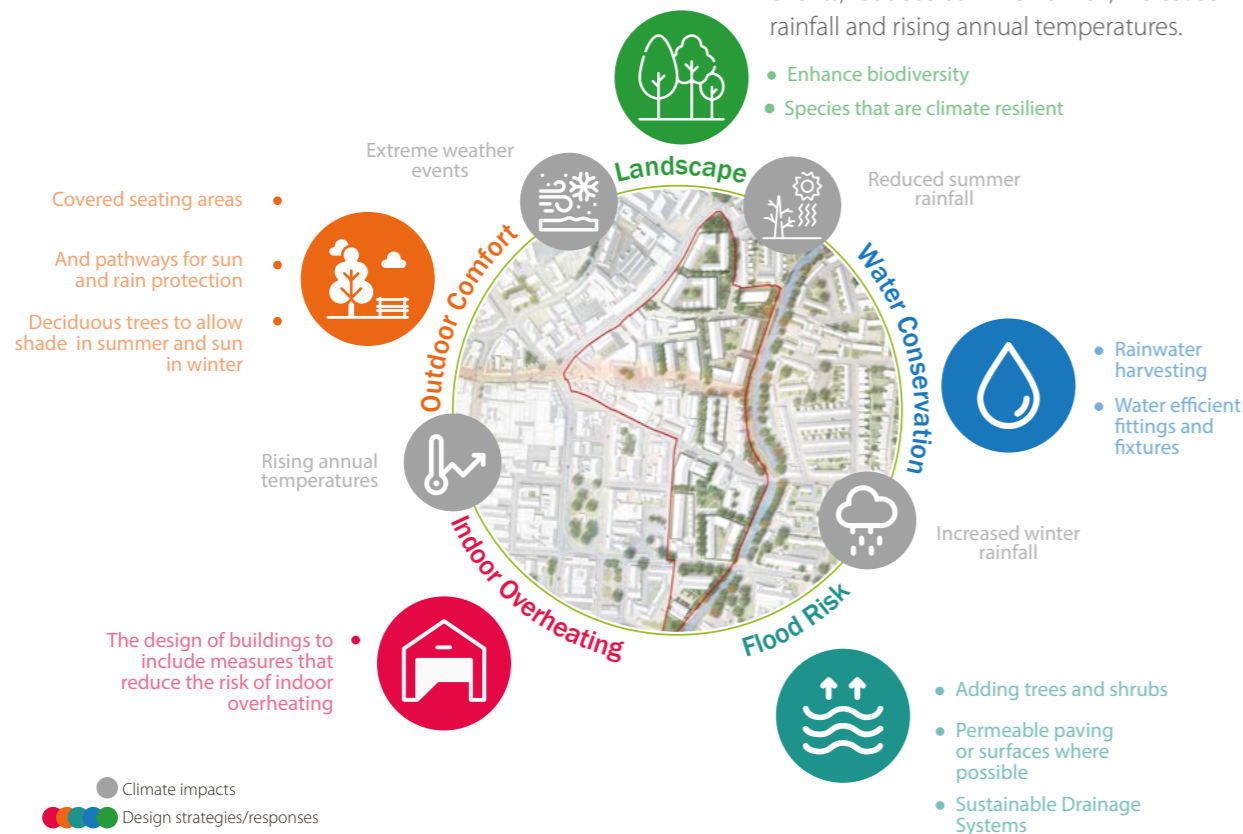 rainfall and rising annual temperatures.
Enhance biodiversity
Species that are climate resilient
Landscape
Extreme weather
events
Reduced summer
rainfall
Covered seating areas
And pathways for sun
and rain protection
Deciduous trees to allow
shade in summer and sun
in winter
Outdoor Comfort
Water Conservation
Rainwater
harvesting
Water efficient
fittings and
fixtures
Rising annual
temperatures
Increased winter
rainfall
Indoor Overheating
Flood Risk
The design of buildings to
include measures that
reduce the risk of indoor
overheating
Adding trees and shrubs
Permeable paving
or surfaces where
possible
Sustainable Drainage
Systems
Climate impacts
Design strategies/responses